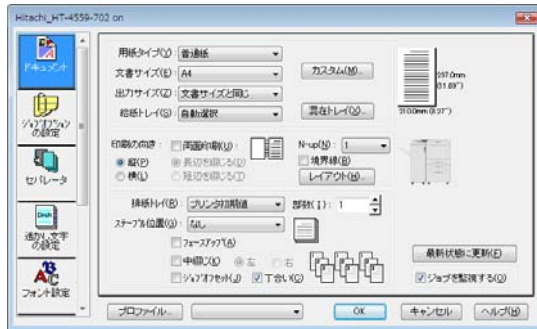 Hitachi_HT-4559-702 on
ドキュメント
ジョブオプション
の設定
セパレータ
透かし文字
の設定
フォント設定
用紙タイプ(Y): 普通紙
文書サイズ(E): A4
カスタム(M)...
出力サイズ(Z): 文書サイズと同じ
給紙トレイ(S): 自動選択
混在トレイ(X)...
297.0mm
(11.69")
210.0mm (8.27")
印刷の向き: 両面印刷(U): N-up(N): 1
縦(P) 長辺を綴じる(D) 境界線(B)
横(L) 短辺を綴じる(T) レイアウト(H)...
排紙トレイ(R): プリンタ初期値 部数(I): 1
ステープル位置(G): なし
フェースアップ(A)
中綴じ(K) 左 右
ジョブオフセット(J) 丁合い(C)
最新状態に更新(F)
ジョブを監視する(O)
プロファイル... OK キャンセル ヘルプ(H)